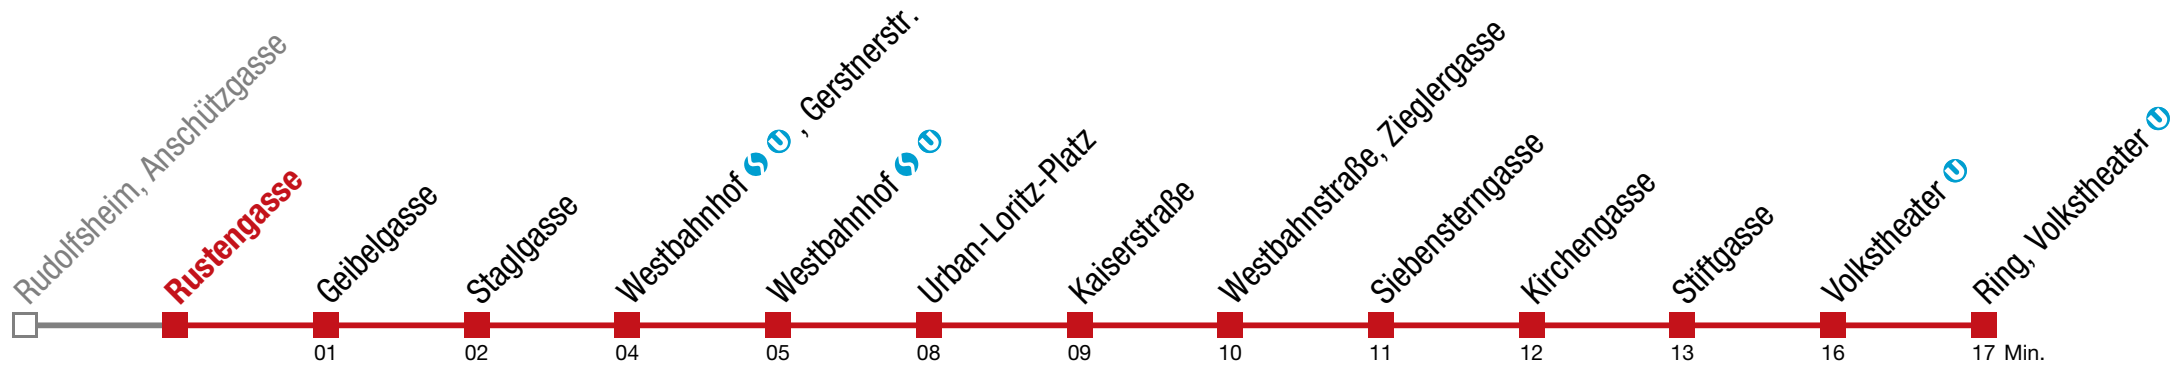 Rudolfsheim, Anschützgasse
Rustengasse
Geibelgasse
Staglgasse
Westbahnhof S U , Gerstnerstr.
Westbahnhof S U
Urban-Loritz-Platz
Kaiserstraße
Westbahnstraße, Zieglergasse
Siebensterngasse
Kirchengasse
Stiftgasse
Volkstheater U
Ring, Volkstheater U
01 02 04 05 08 09 10 11 12 13 16 17 Min.